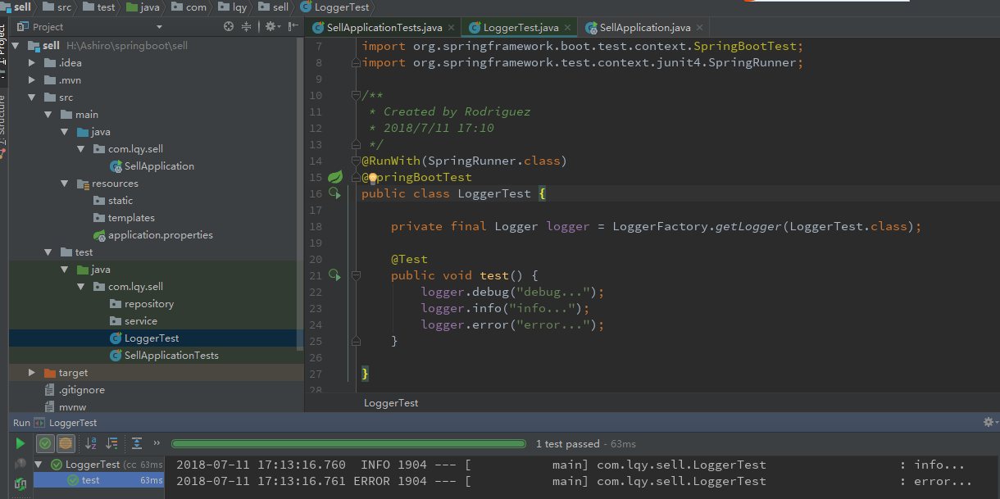 sell src test java com lqy sell LoggerTest
Project
SellApplicationTests.java LoggerTest.java SellApplication.java
sell H:\Ashiro\springboot\sell
.idea
.mvn
src
main
java
com.lqy.sell
SellApplication
resources
static
templates
application.properties
test
java
com.lqy.sell
repository
service
LoggerTest
SellApplicationTests
target
.gitignore
mvnw
7 import org.springframework.boot.test.context.SpringBootTest;
8 import org.springframework.test.context.junit4.SpringRunner;
9
10 /**
11 * Created by Rodriguez
12 * 2018/7/11 17:10
13 */
14 @RunWith(SpringRunner.class)
15 @SpringBootTest
16 public class LoggerTest {
17
18 private final Logger logger = LoggerFactory.getLogger(LoggerTest.class);
19
20 @Test
21 public void test() {
22 logger.debug("debug...");
23 logger.info("info...");
24 logger.error("error...");
25 }
26
27 }
28
LoggerTest
Run LoggerTest
1 test passed - 63ms
LoggerTest (cc 63ms
test 63ms
2018-07-11 17:13:16.760 INFO 1904 --- [ main] com.lqy.sell.LoggerTest : info...
2018-07-11 17:13:16.761 ERROR 1904 --- [ main] com.lqy.sell.LoggerTest : error...